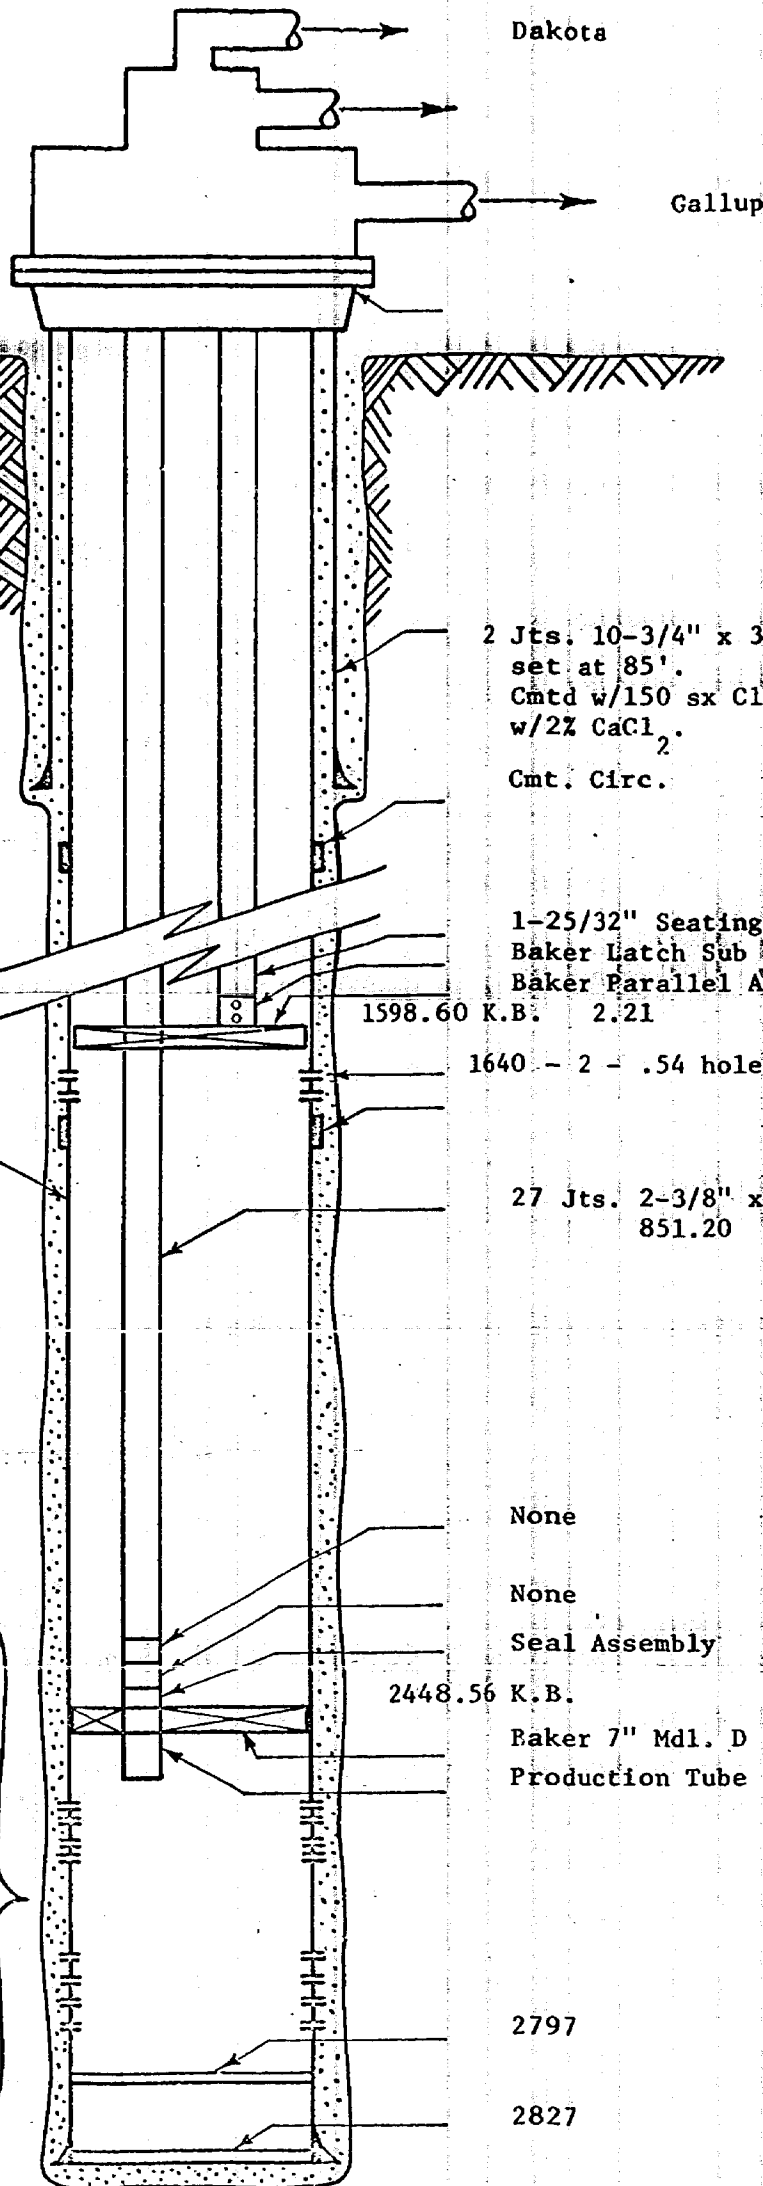 Dakota
Gallup
2 Jts. 10-3/4" x 3
set at 85'.
Cmtd w/150 sx Cl
w/2% CaCl2.
Cmt. Circ.
1-25/32" Seating
Baker Latch Sub
Baker Parallel A
1598.60 K.B. 2.21
1640 - 2 - .54 hole
27 Jts. 2-3/8" x
851.20
None
None
Seal Assembly
2448.56 K.B.
Baker 7" Mdl. D
Production Tube
2797
2827